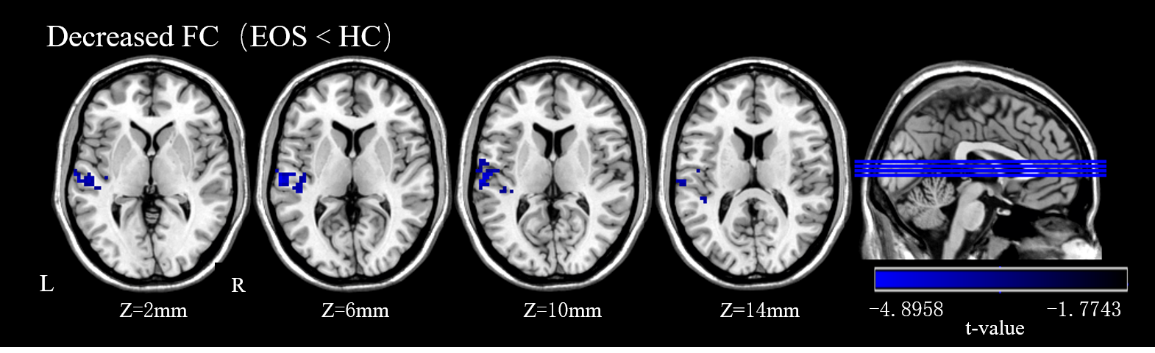 Decreased FC（EOS < HC）
L
R
Z=2mm
Z=6mm
Z=10mm
Z=14mm
-4.8958
-1.7743
t-value